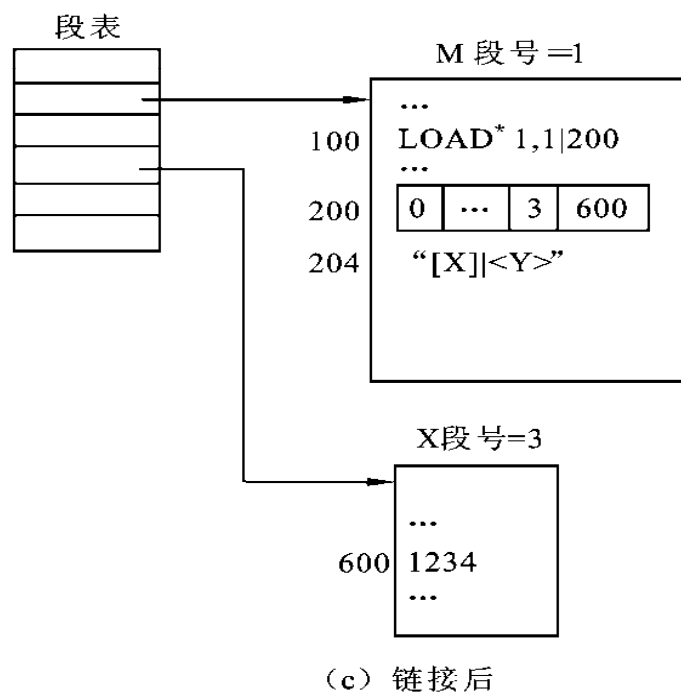 段表
M 段号=1
...
100 LOAD* 1,1|200
...
200 0 ... 3 600
204 “[X]|<Y>”
X段号=3
...
600 1234
...
（c）链接后